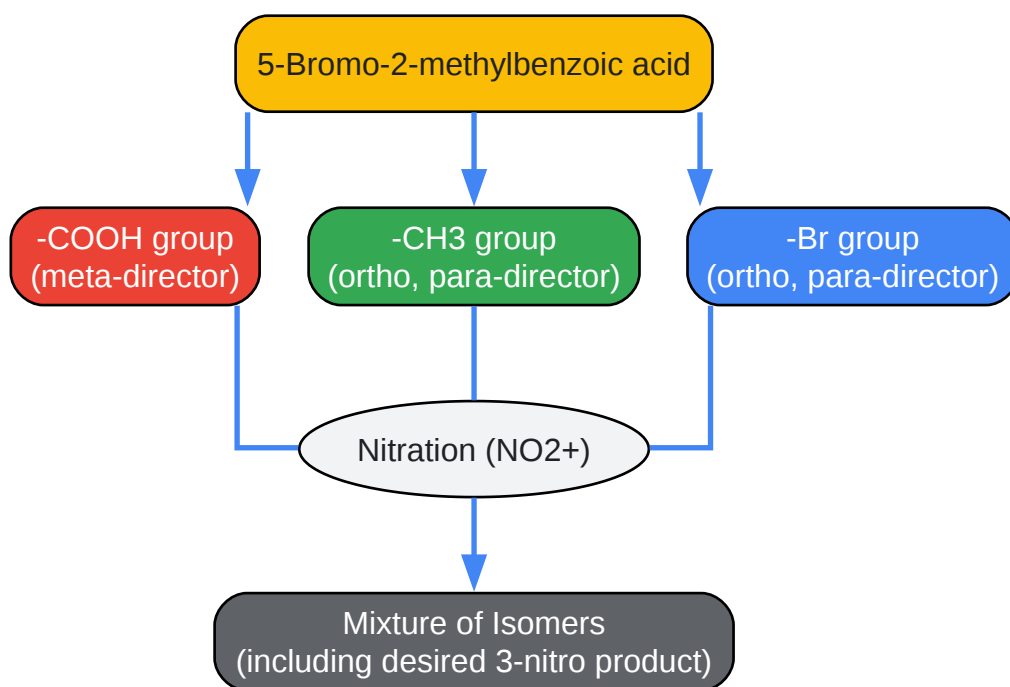 5-Bromo-2-methylbenzoic acid
-COOH group
(meta-director)
-CH3 group
(ortho, para-director)
-Br group
(ortho, para-director)
Nitration (NO2+)
Mixture of Isomers
(including desired 3-nitro product)